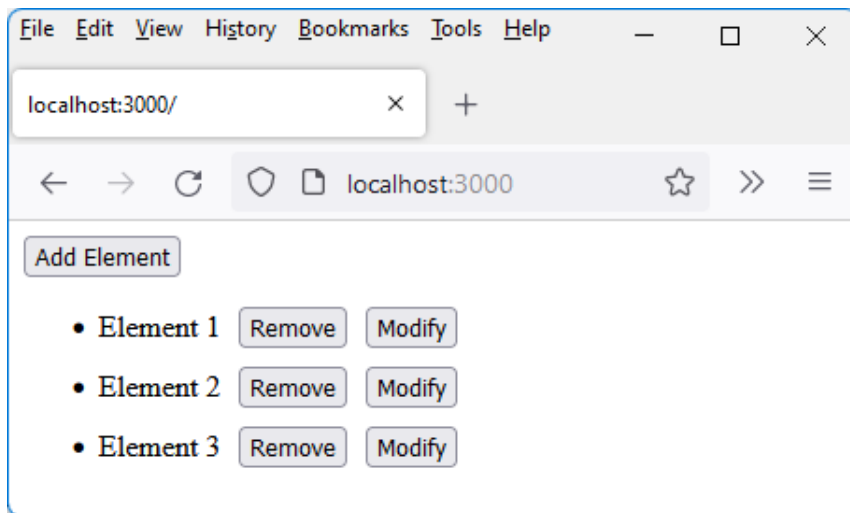 File Edit View History Bookmarks Tools Help
localhost:3000/
localhost:3000
Add Element
• Element 1 Remove Modify
• Element 2 Remove Modify
• Element 3 Remove Modify